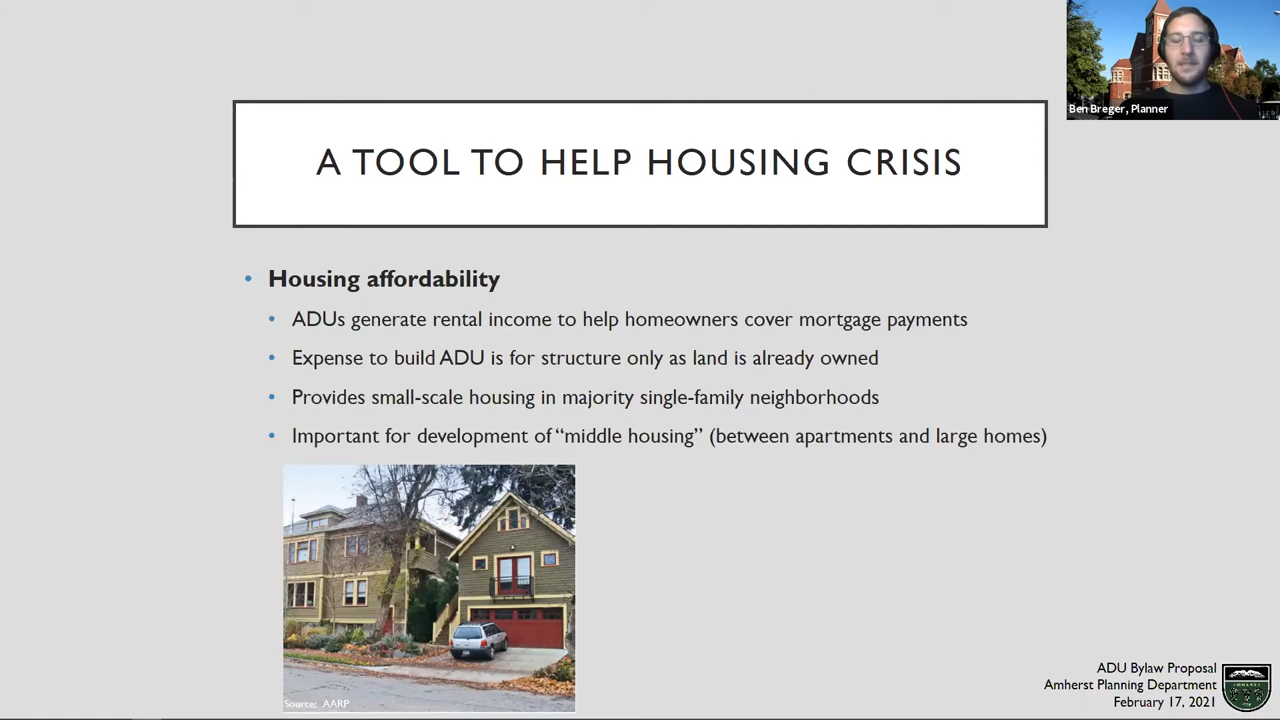 Ben Breger, Planner
A TOOL TO HELP HOUSING CRISIS
• Housing affordability
• ADUs generate rental income to help homeowners cover mortgage payments
• Expense to build ADU is for structure only as land is already owned
• Provides small-scale housing in majority single-family neighborhoods
• Important for development of “middle housing” (between apartments and large homes)
Source: AARP
ADU Bylaw Proposal
Amherst Planning Department
February 17, 2021